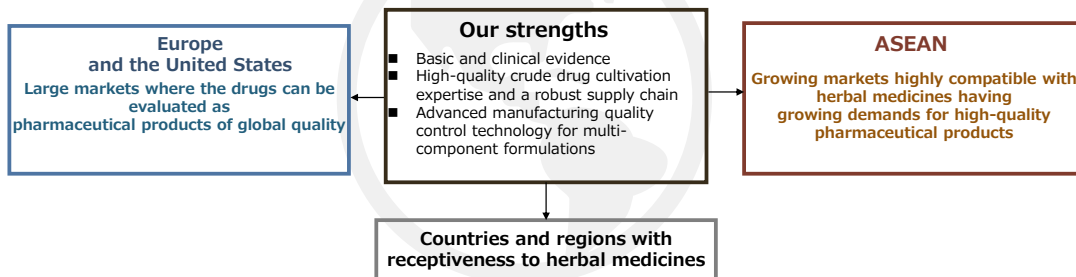 Europe
and the United States
Large markets where the drugs can be
evaluated as
pharmaceutical products of global quality
Our strengths
■ Basic and clinical evidence
■ High-quality crude drug cultivation
expertise and a robust supply chain
■ Advanced manufacturing quality
control technology for multi-
component formulations
ASEAN
Growing markets highly compatible with
herbal medicines having
growing demands for high-quality
pharmaceutical products
Countries and regions with
receptiveness to herbal medicines